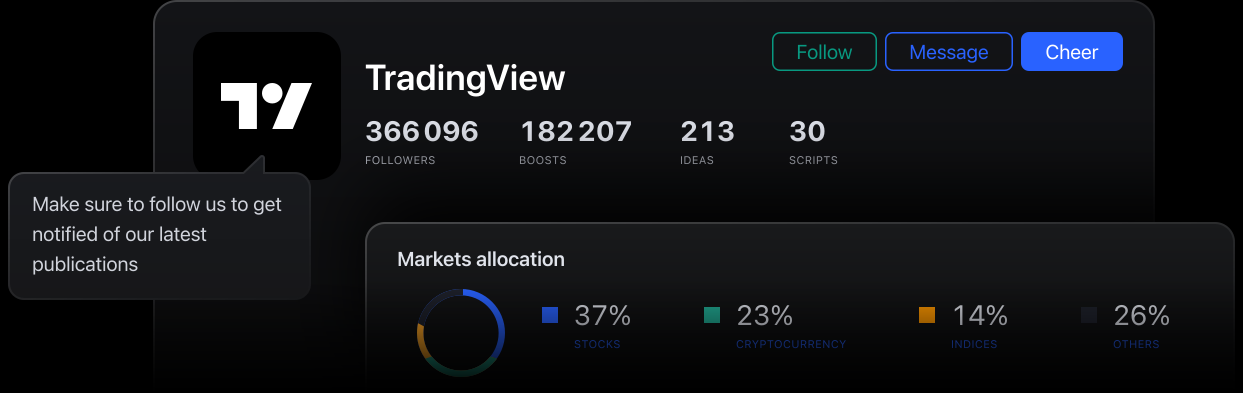 TradingView
Follow
Message
Cheer
366 096
182 207
213
30
FOLLOWERS
BOOSTS
IDEAS
SCRIPTS
Make sure to follow us to get
notified of our latest
publications
Markets allocation
37%
23%
14%
26%
STOCKS
CRYPTOCURRENCY
INDICES
OTHERS